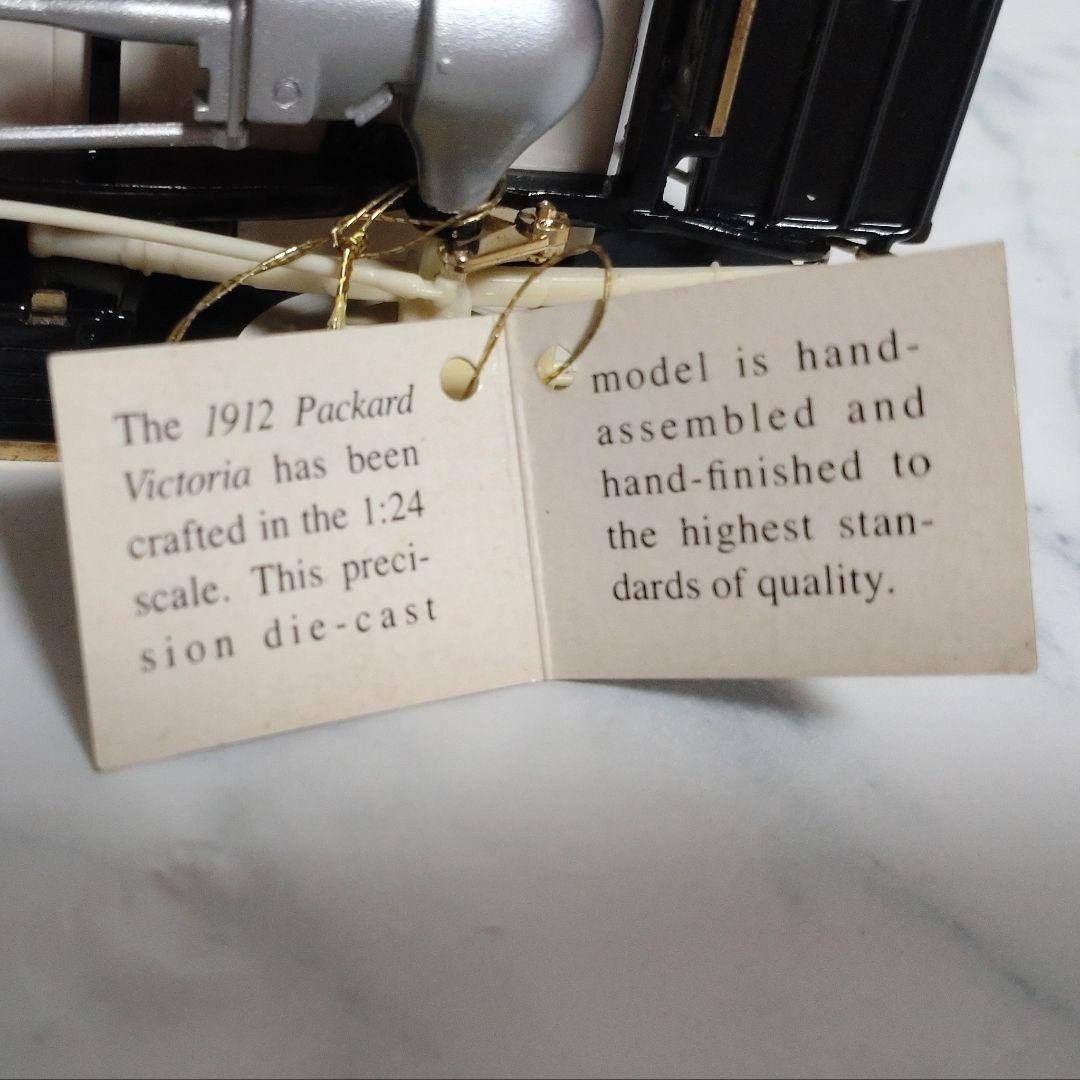 The 1912 Packard
Victoria has been
crafted in the 1:24
scale. This preci-
sion die-cast
model is hand-
assembled and
hand-finished to
the highest stan-
dards of quality.